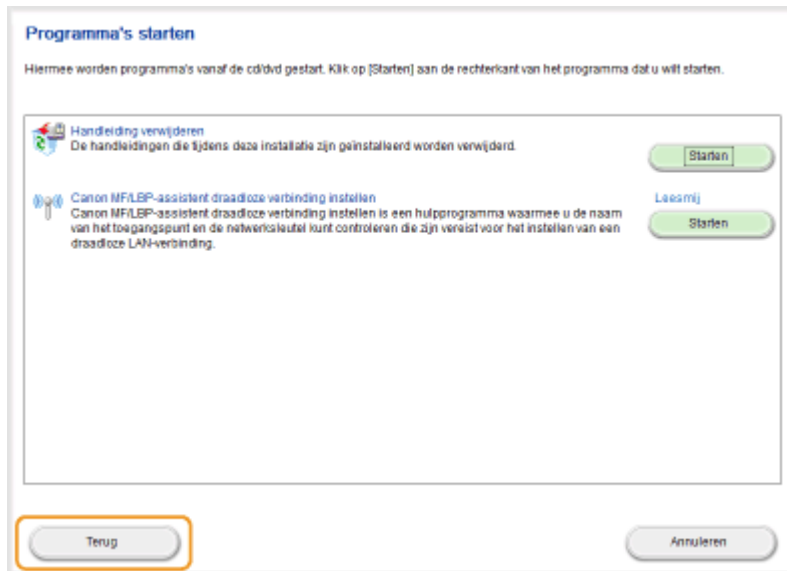 Programma's starten
Hiermee worden programma's vanaf de cd/dvd gestart. Klik op [Starten] aan de rechterkant van het programma dat u wilt starten.
Handleiding verwijderen
De handleidingen die tijdens deze installatie zijn geïnstalleerd worden verwijderd.
Starten
Canon MF/LBP-assistent draadloze verbinding instellen
Leesmij
Canon MF/LBP-assistent draadloze verbinding instellen is een hulpprogramma waarmee u de naam
van het toegangspunt en de netwerksleutel kunt controleren die zijn vereist voor het instellen van een
draadloze LAN-verbinding.
Starten
Terug
Annuleren